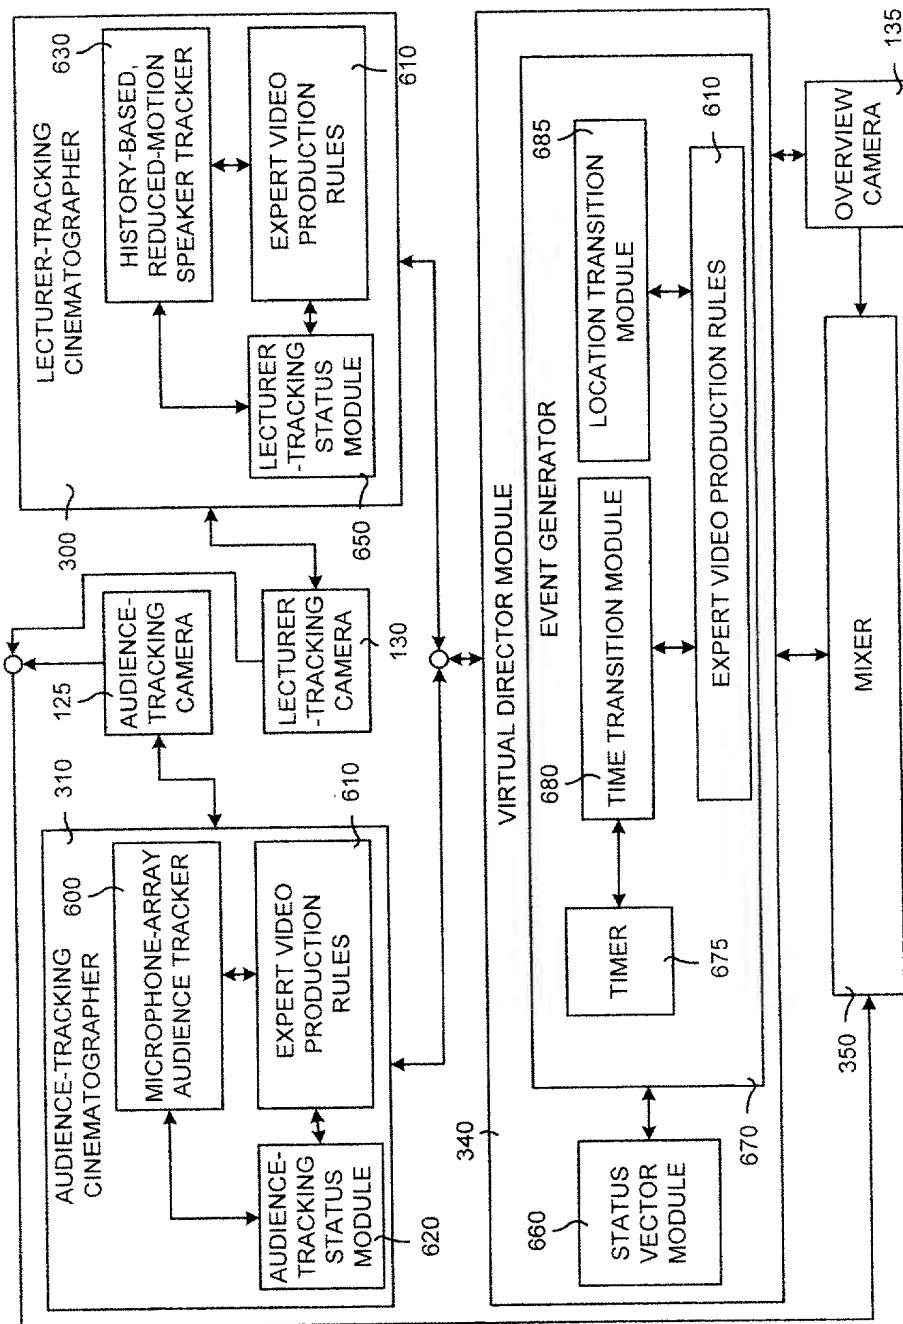 AUDIENCE-TRACKING
CINEMATOGRAPHER
310
600
MICROPHONE-ARRAY
AUDIENCE TRACKER
EXPERT VIDEO
PRODUCTION
RULES
610
AUDIENCE-
TRACKING
STATUS
MODULE
620
125
AUDIENCE-
TRACKING
CAMERA
LECTURER
-TRACKING
CAMERA
130
LECTURER-TRACKING
CINEMATOGRAPHER
300
630
HISTORY-BASED,
REDUCED-MOTION
SPEAKER TRACKER
EXPERT VIDEO
PRODUCTION
RULES
610
LECTURER
-TRACKING
STATUS
MODULE
650
VIRTUAL DIRECTOR MODULE
340
EVENT GENERATOR
660
STATUS
VECTOR
MODULE
670
TIMER
675
680
TIME TRANSITION MODULE
685
LOCATION TRANSITION
MODULE
EXPERT VIDEO PRODUCTION RULES
610
350
MIXER
OVERVIEW
CAMERA
135